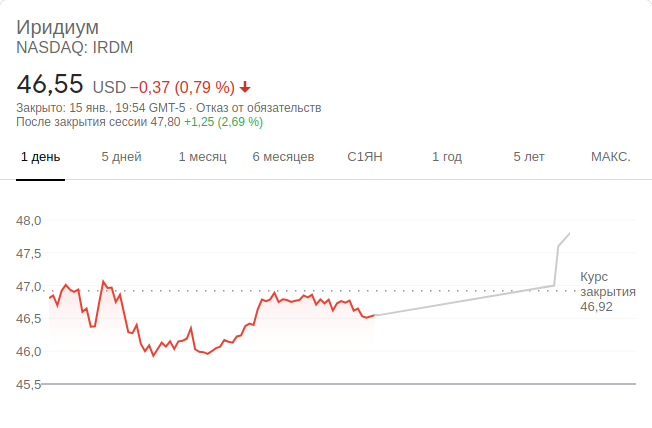 Иридиум
NASDAQ: IRDM
46,55 USD −0,37 (0,79 %)
Закрыто: 15 янв., 19:54 GMT-5 · Отказ от обязательств
После закрытия сессии 47,80 +1,25 (2,69 %)
1 день 5 дней 1 месяц 6 месяцев С1ЯН 1 год 5 лет МАКС.
48,0
47,5
47,0
46,5
46,0
45,5
Курс
закрытия
46,92